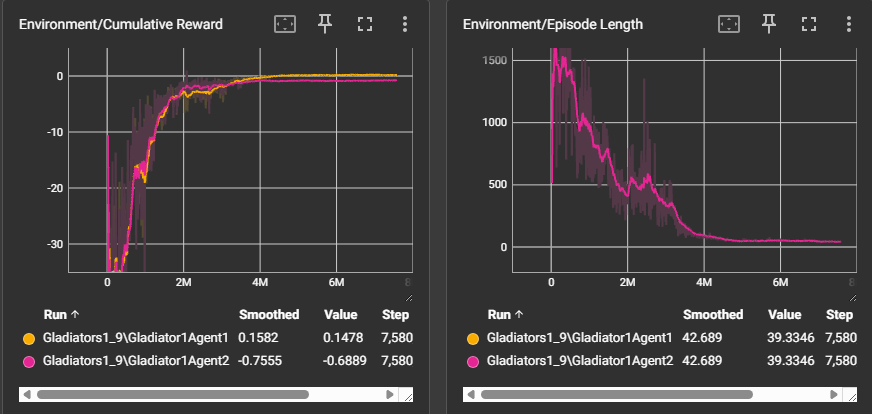 Environment/Cumulative Reward
0
-10
-20
-30
0 2M 4M 6M 8
Run ↑ Smoothed Value Step
Gladiators1_9\Gladiator1Agent1 0.1582 0.1478 7,580
Gladiators1_9\Gladiator1Agent2 -0.7555 -0.6889 7,580
Environment/Episode Length
1500
1000
500
0
0 2M 4M 6M 8
Run ↑ Smoothed Value Step
Gladiators1_9\Gladiator1Agent1 42.689 39.3346 7,580
Gladiators1_9\Gladiator1Agent2 42.689 39.3346 7,580